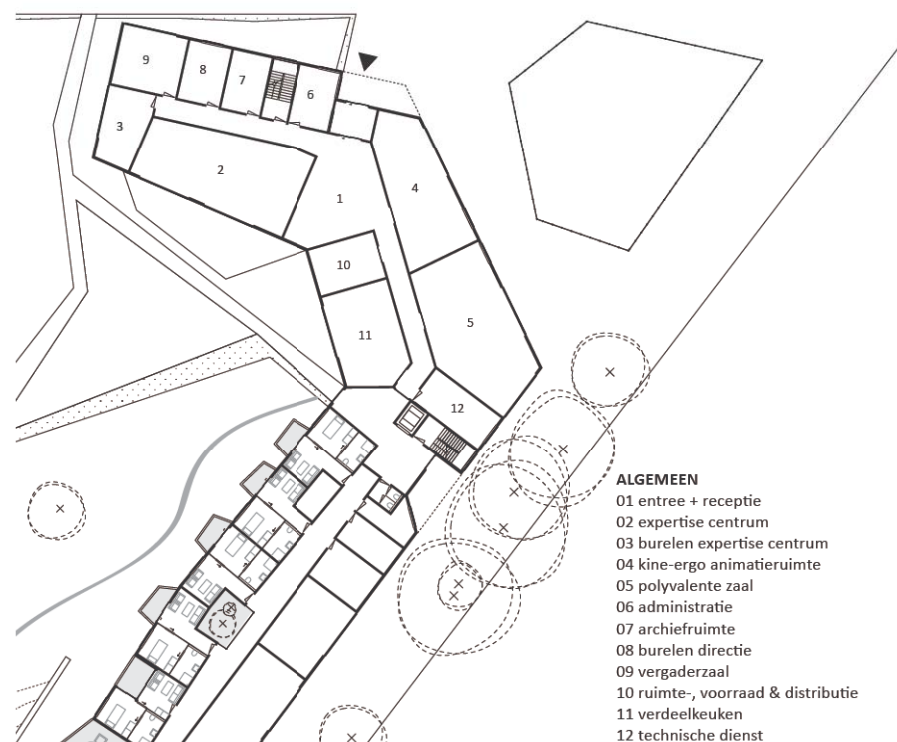 9
8
7
6
3
2
1
4
10
5
11
12
ALGEMEEN
01 entree + receptie
02 expertise centrum
03 burelen expertise centrum
04 kine-ergo animatieruimte
05 polyvalente zaal
06 administratie
07 archiefruimte
08 burelen directie
09 vergaderzaal
10 ruimte-, voorraad & distributie
11 verdeelkeuken
12 technische dienst